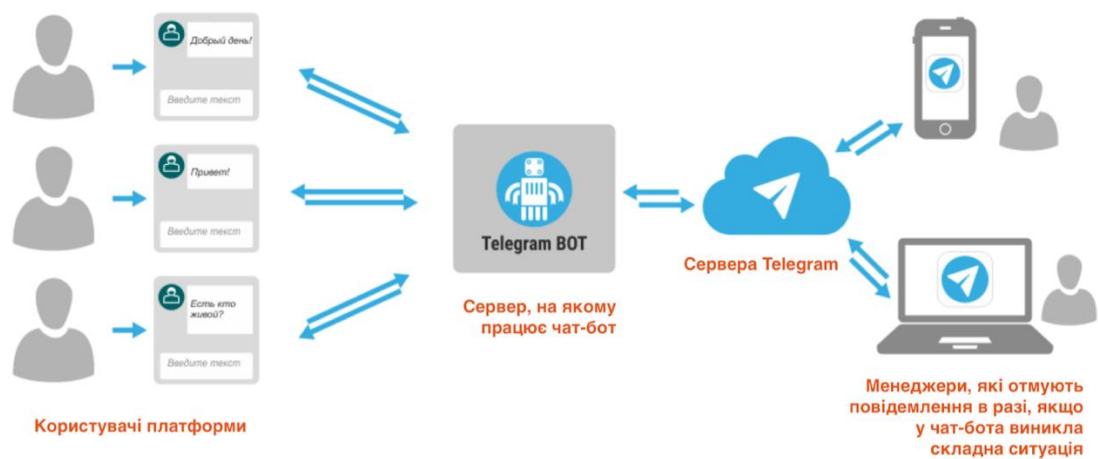 Добрый день!
Введите текст
Привет!
Введите текст
Есть кто
живой?
Введите текст
Користувачі платформи
Telegram BOT
Сервер, на якому
працює чат-бот
Сервера Telegram
Менеджери, які отмують
повідемлення в разі, якщо
у чат-бота виникла
складна ситуація